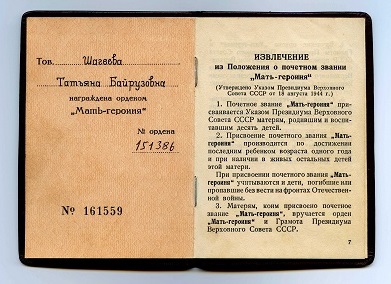 Тов. Шагеева
Татьяна Байрузовна
награждена орденом
„Мать-героиня“
№ ордена
151386
№ 161559
ИЗВЛЕЧЕНИЕ
из Положения о почетном звании
„Мать-героиня“
(Утверждено Указом Президиума Верховного
Совета СССР от 18 августа 1944 г.)
1. Почетное звание „Мать-героиня“ при-
сваивается Указом Президиума Верховного
Совета СССР матерям, родившим и воспи-
тавшим десять детей.
2. Присвоение почетного звания „Мать-
героиня“ производится по достижении
последним ребенком возраста одного года
и при наличии в живых остальных детей
этой матери.
При присвоении почетного звания „Мать-
героиня“ учитываются и дети, погибшие или
пропавшие без вести на фронтах Отечествен-
ной войны.
3. Матерям, коим присвоено почетное
звание „Мать-героиня“, вручается орден
„Мать-героиня“ и Грамота Президиума
Верховного Совета СССР.
7